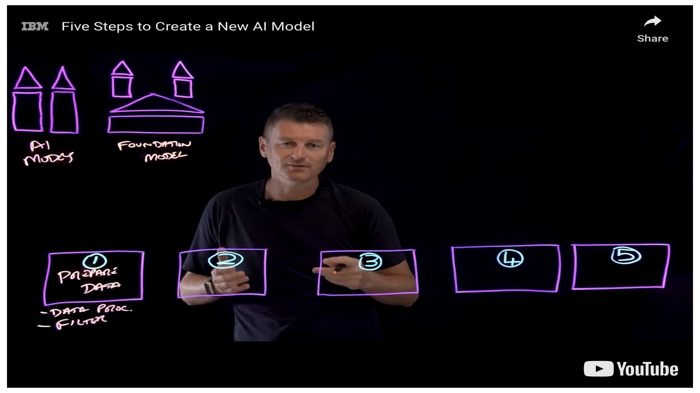 IBM Five Steps to Create a New AI Model
Share
AI
MODELS
FOUNDATION
MODEL
1
2
3
4
5
PREPARE
DATA
- DATA PROC.
- FILTER
YouTube